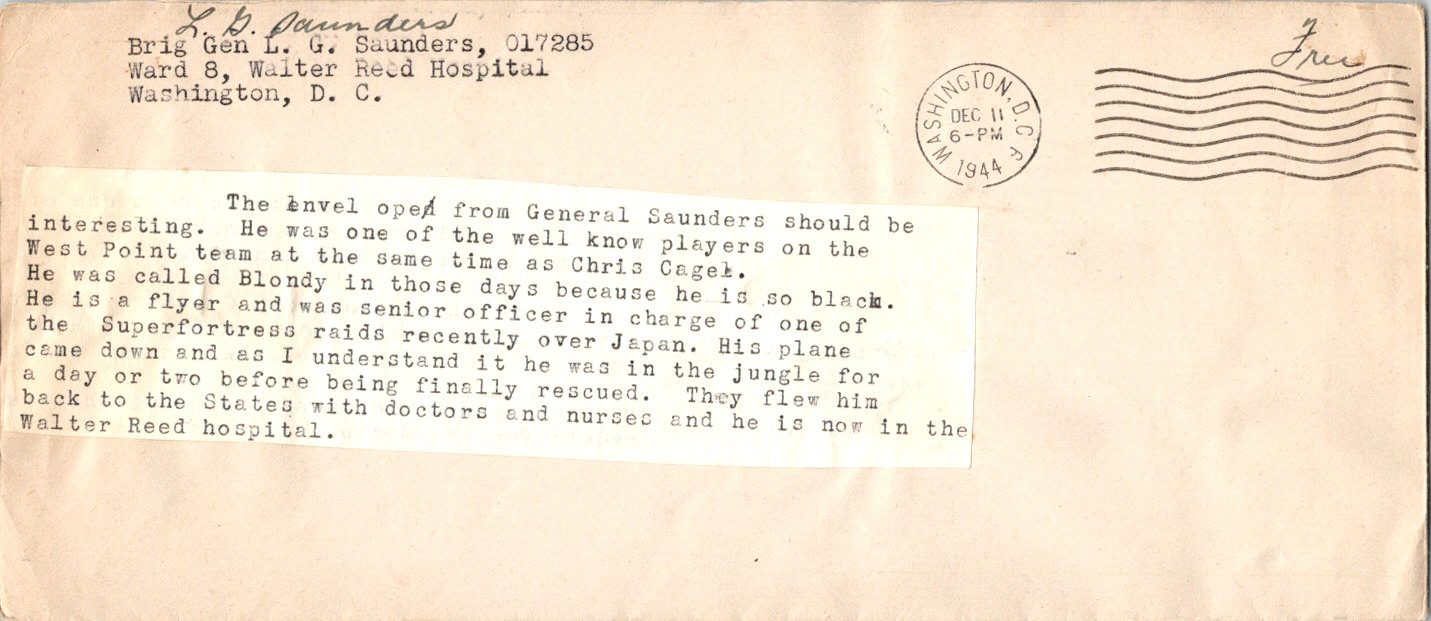 L. G. Saunders
Brig Gen L. G. Saunders, O17285
Ward 8, Walter Reed Hospital
Washington, D. C.
Free
WASHINGTON, D.C.
DEC 11
6-PM
1944
The envel oped from General Saunders should be
interesting. He was one of the well know players on the
West Point team at the same time as Chris Cagel.
He was called Blondy in those days because he is so black.
He is a flyer and was senior officer in charge of one of
the Superfortress raids recently over Japan. His plane
came down and as I understand it he was in the jungle for
a day or two before being finally rescued. They flew him
back to the States with doctors and nurses and he is now in the
Walter Reed hospital.